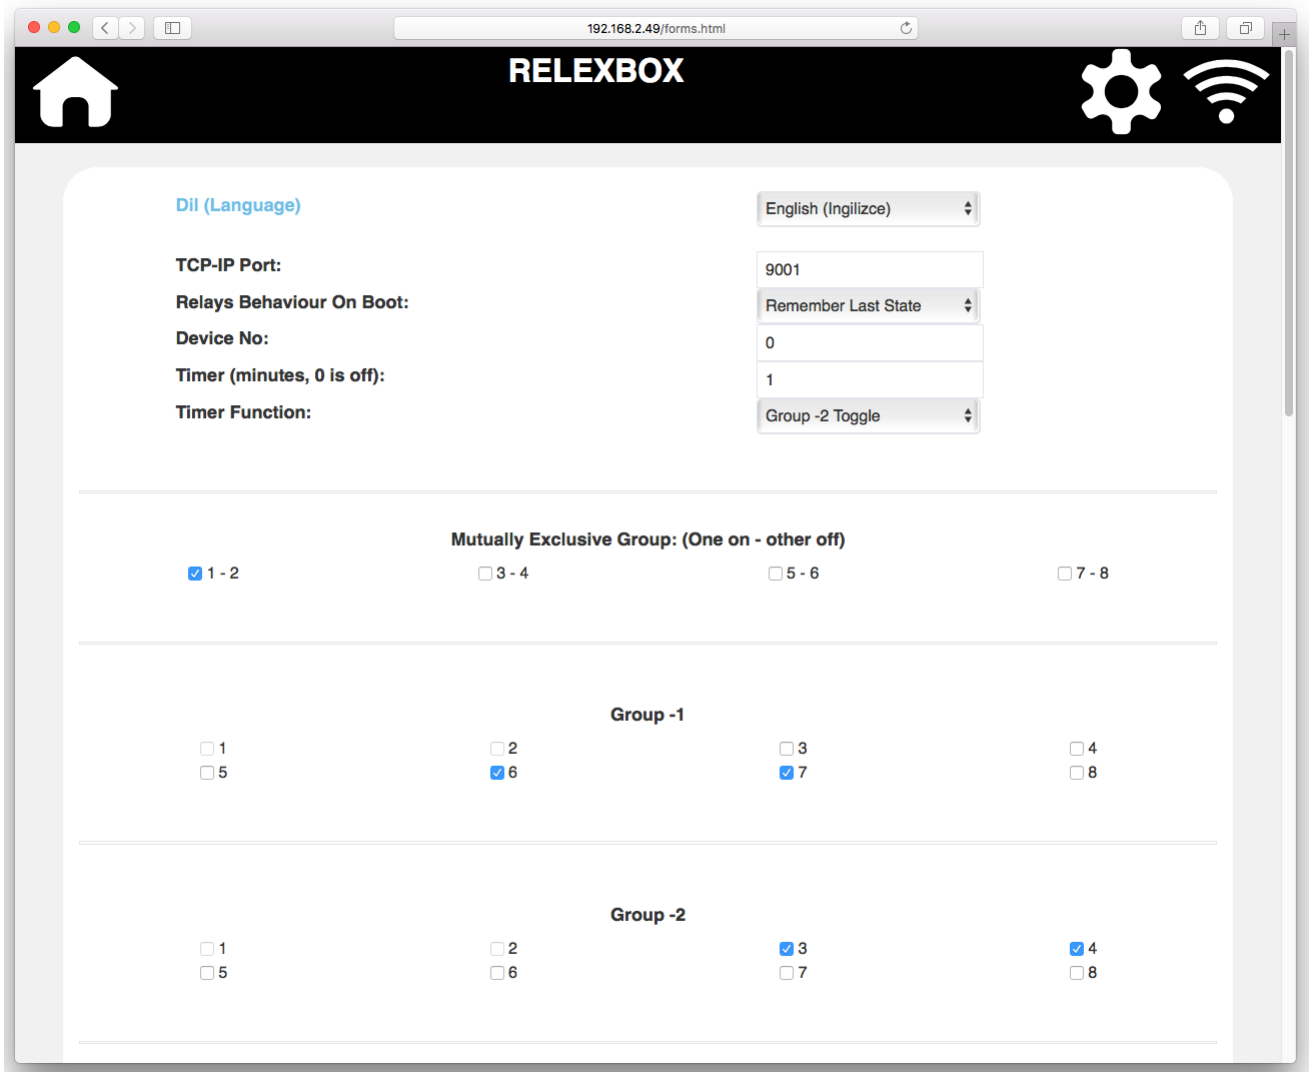 192.168.2.49/forms.html
RELEXBOX
Dil (Language) English (Ingilizce)
TCP-IP Port: 9001
Relays Behaviour On Boot: Remember Last State
Device No: 0
Timer (minutes, 0 is off): 1
Timer Function: Group -2 Toggle
Mutually Exclusive Group: (One on - other off)
1 - 2 3 - 4 5 - 6 7 - 8
Group -1
1 2 3 4
5 6 7 8
Group -2
1 2 3 4
5 6 7 8